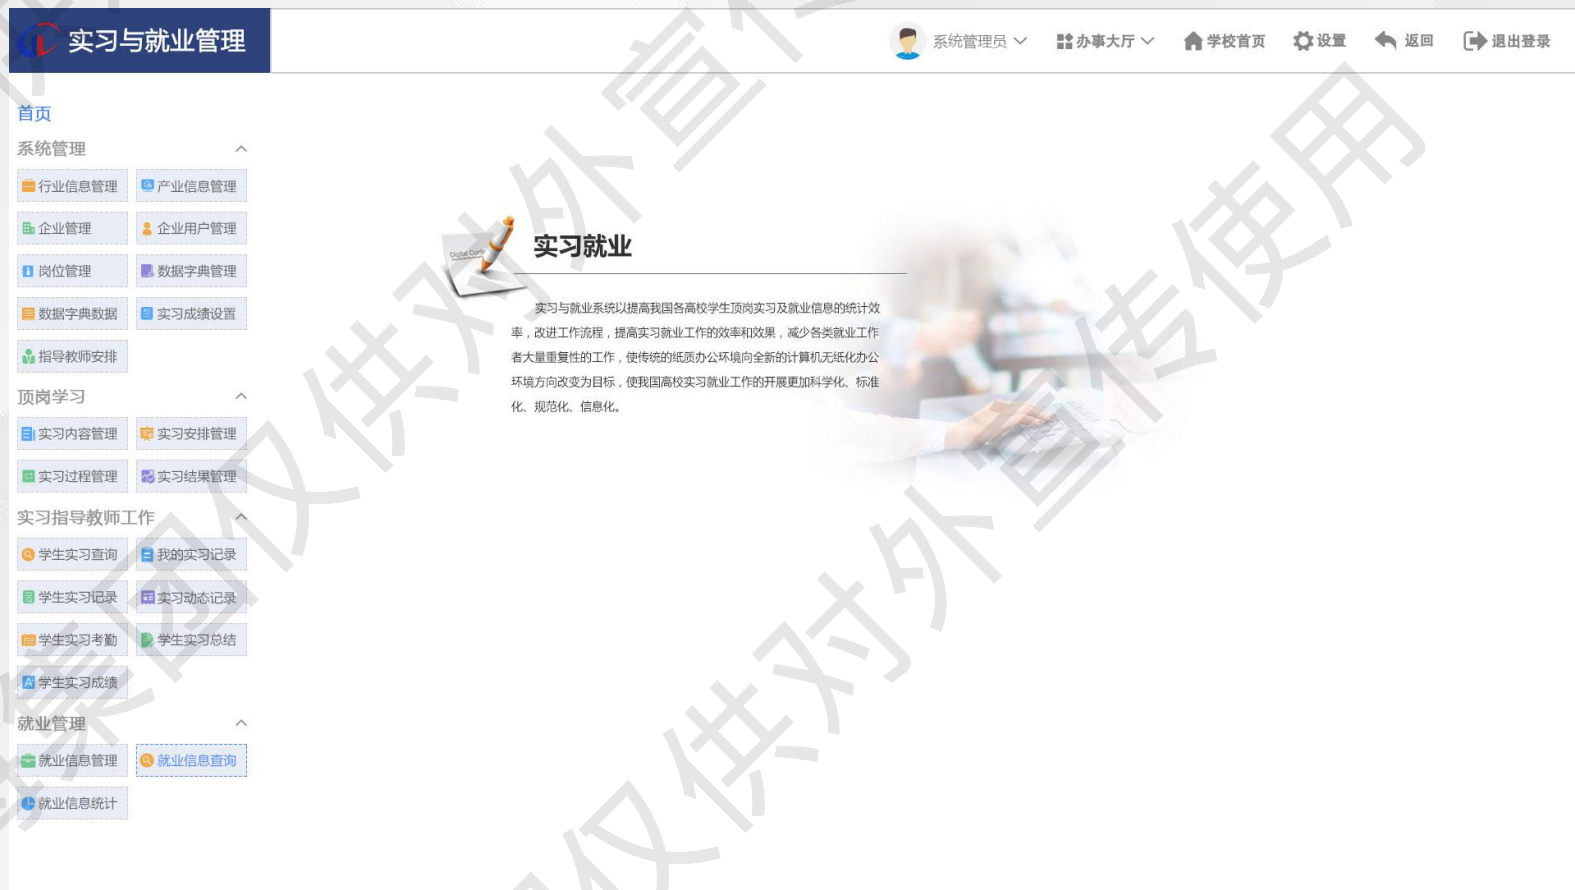 实习与就业管理
系统管理员
办事大厅
学校首页
设置
返回
退出登录
首页
系统管理
行业信息管理
产业信息管理
企业管理
企业用户管理
岗位管理
数据字典管理
数据字典数据
实习成绩设置
指导教师安排
顶岗学习
实习内容管理
实习安排管理
实习过程管理
实习结果管理
实习指导教师工作
学生实习查询
我的实习记录
学生实习记录
实习动态记录
学生实习考勤
学生实习总结
学生实习成绩
就业管理
就业信息管理
就业信息查询
就业信息统计
实习就业
实习与就业系统以提高我国各高校学生顶岗实习及就业信息的统计效
率，改进工作流程，提高实习就业工作的效率和效果，减少各类就业工作
者大量重复性的工作，使传统的纸质办公环境向全新的计算机无纸化办公
环境方向改变为目标，使我国高校实习就业工作的开展更加科学化、标准
化、规范化、信息化。
集团仅供对外宣传使用
仅供对外宣传使用